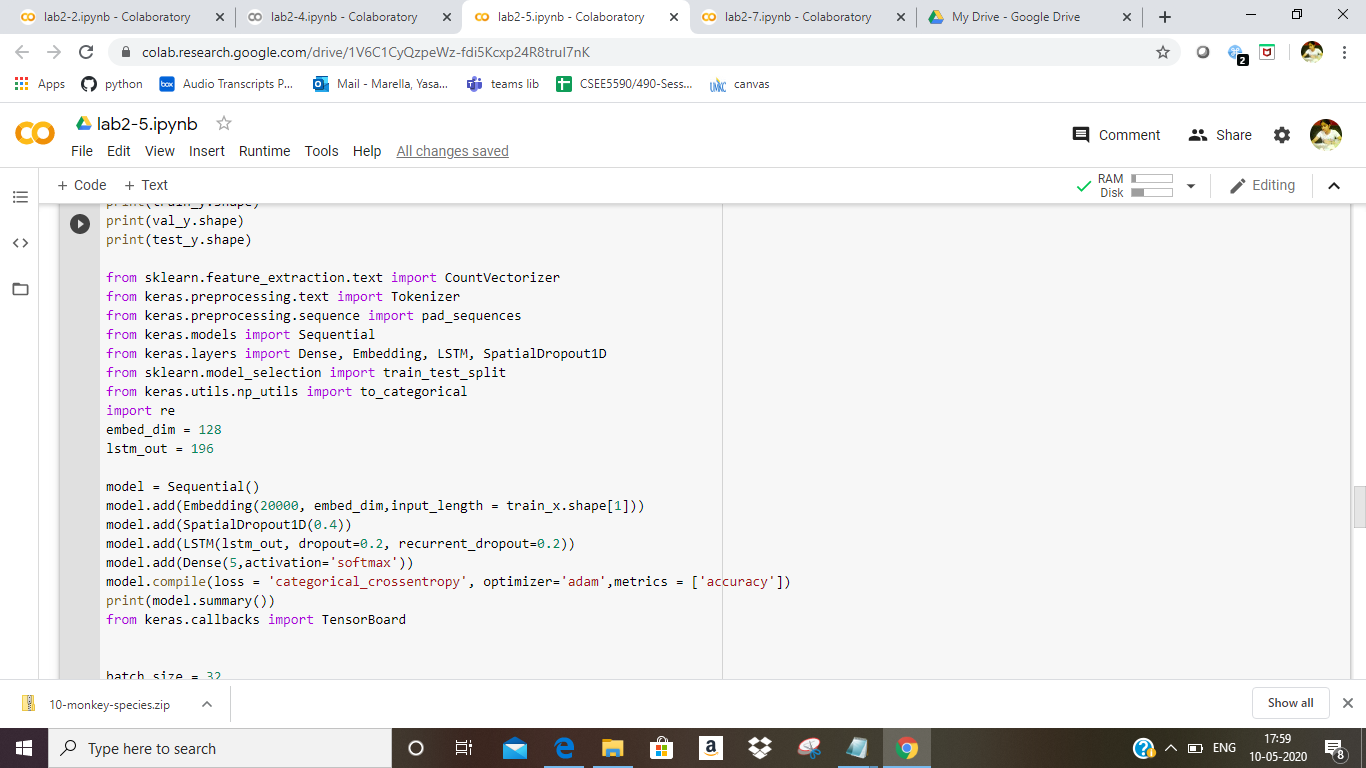 lab2-2.ipynb - Colaboratory
lab2-4.ipynb - Colaboratory
lab2-5.ipynb - Colaboratory
lab2-7.ipynb - Colaboratory
My Drive - Google Drive
colab.research.google.com/drive/1V6C1CyQzpeWz-fdi5Kcxp24R8truI7nK
2
Apps
python
box
Audio Transcripts P...
Mail - Marella, Yasa...
teams lib
CSEE5590/490-Sess...
UMKC
canvas
lab2-5.ipynb
Comment
Share
File Edit View Insert Runtime Tools Help All changes saved
+ Code + Text
RAM
Disk
Editing
print(train_y.shape)
print(val_y.shape)
print(test_y.shape)
from sklearn.feature_extraction.text import CountVectorizer
from keras.preprocessing.text import Tokenizer
from keras.preprocessing.sequence import pad_sequences
from keras.models import Sequential
from keras.layers import Dense, Embedding, LSTM, SpatialDropout1D
from sklearn.model_selection import train_test_split
from keras.utils.np_utils import to_categorical
import re
embed_dim = 128
lstm_out = 196
model = Sequential()
model.add(Embedding(20000, embed_dim,input_length = train_x.shape[1]))
model.add(SpatialDropout1D(0.4))
model.add(LSTM(lstm_out, dropout=0.2, recurrent_dropout=0.2))
model.add(Dense(5,activation='softmax'))
model.compile(loss = 'categorical_crossentropy', optimizer='adam',metrics = ['accuracy'])
print(model.summary())
from keras.callbacks import TensorBoard
batch_size = 32
10-monkey-species.zip
Show all
Type here to search
a
ENG
17:59
10-05-2020
8